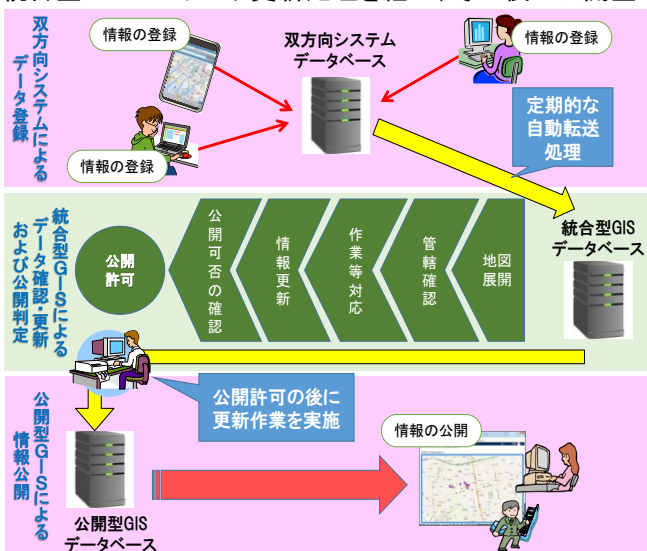 双方向システムによる
データ登録
情報の登録
双方向システム
データベース
情報の登録
情報の登録
定期的な
自動転送
処理
統合型GISによる
データ確認・更新
および公開判定
公開
許可
公開可否の確認
情報更新
作業等対応
管轄確認
地図
展開
統合型GIS
データベース
公開許可の後に
更新作業を実施
公開型GISによる
情報公開
公開型GIS
データベース
情報の公開